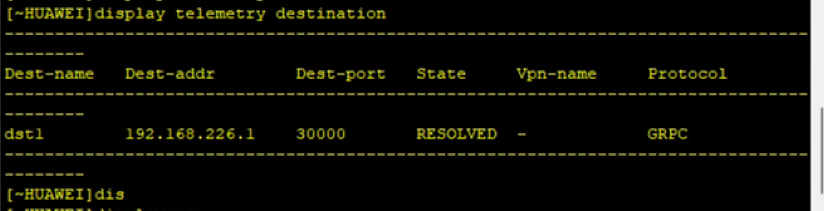 [~HUAWEI]display telemetry destination
--------------------------------------------------------------------------------
--------
Dest-name Dest-addr Dest-port State Vpn-name Protocol
--------------------------------------------------------------------------------
--------
dst1 192.168.226.1 30000 RESOLVED - GRPC
--------------------------------------------------------------------------------
--------
[~HUAWEI]dis